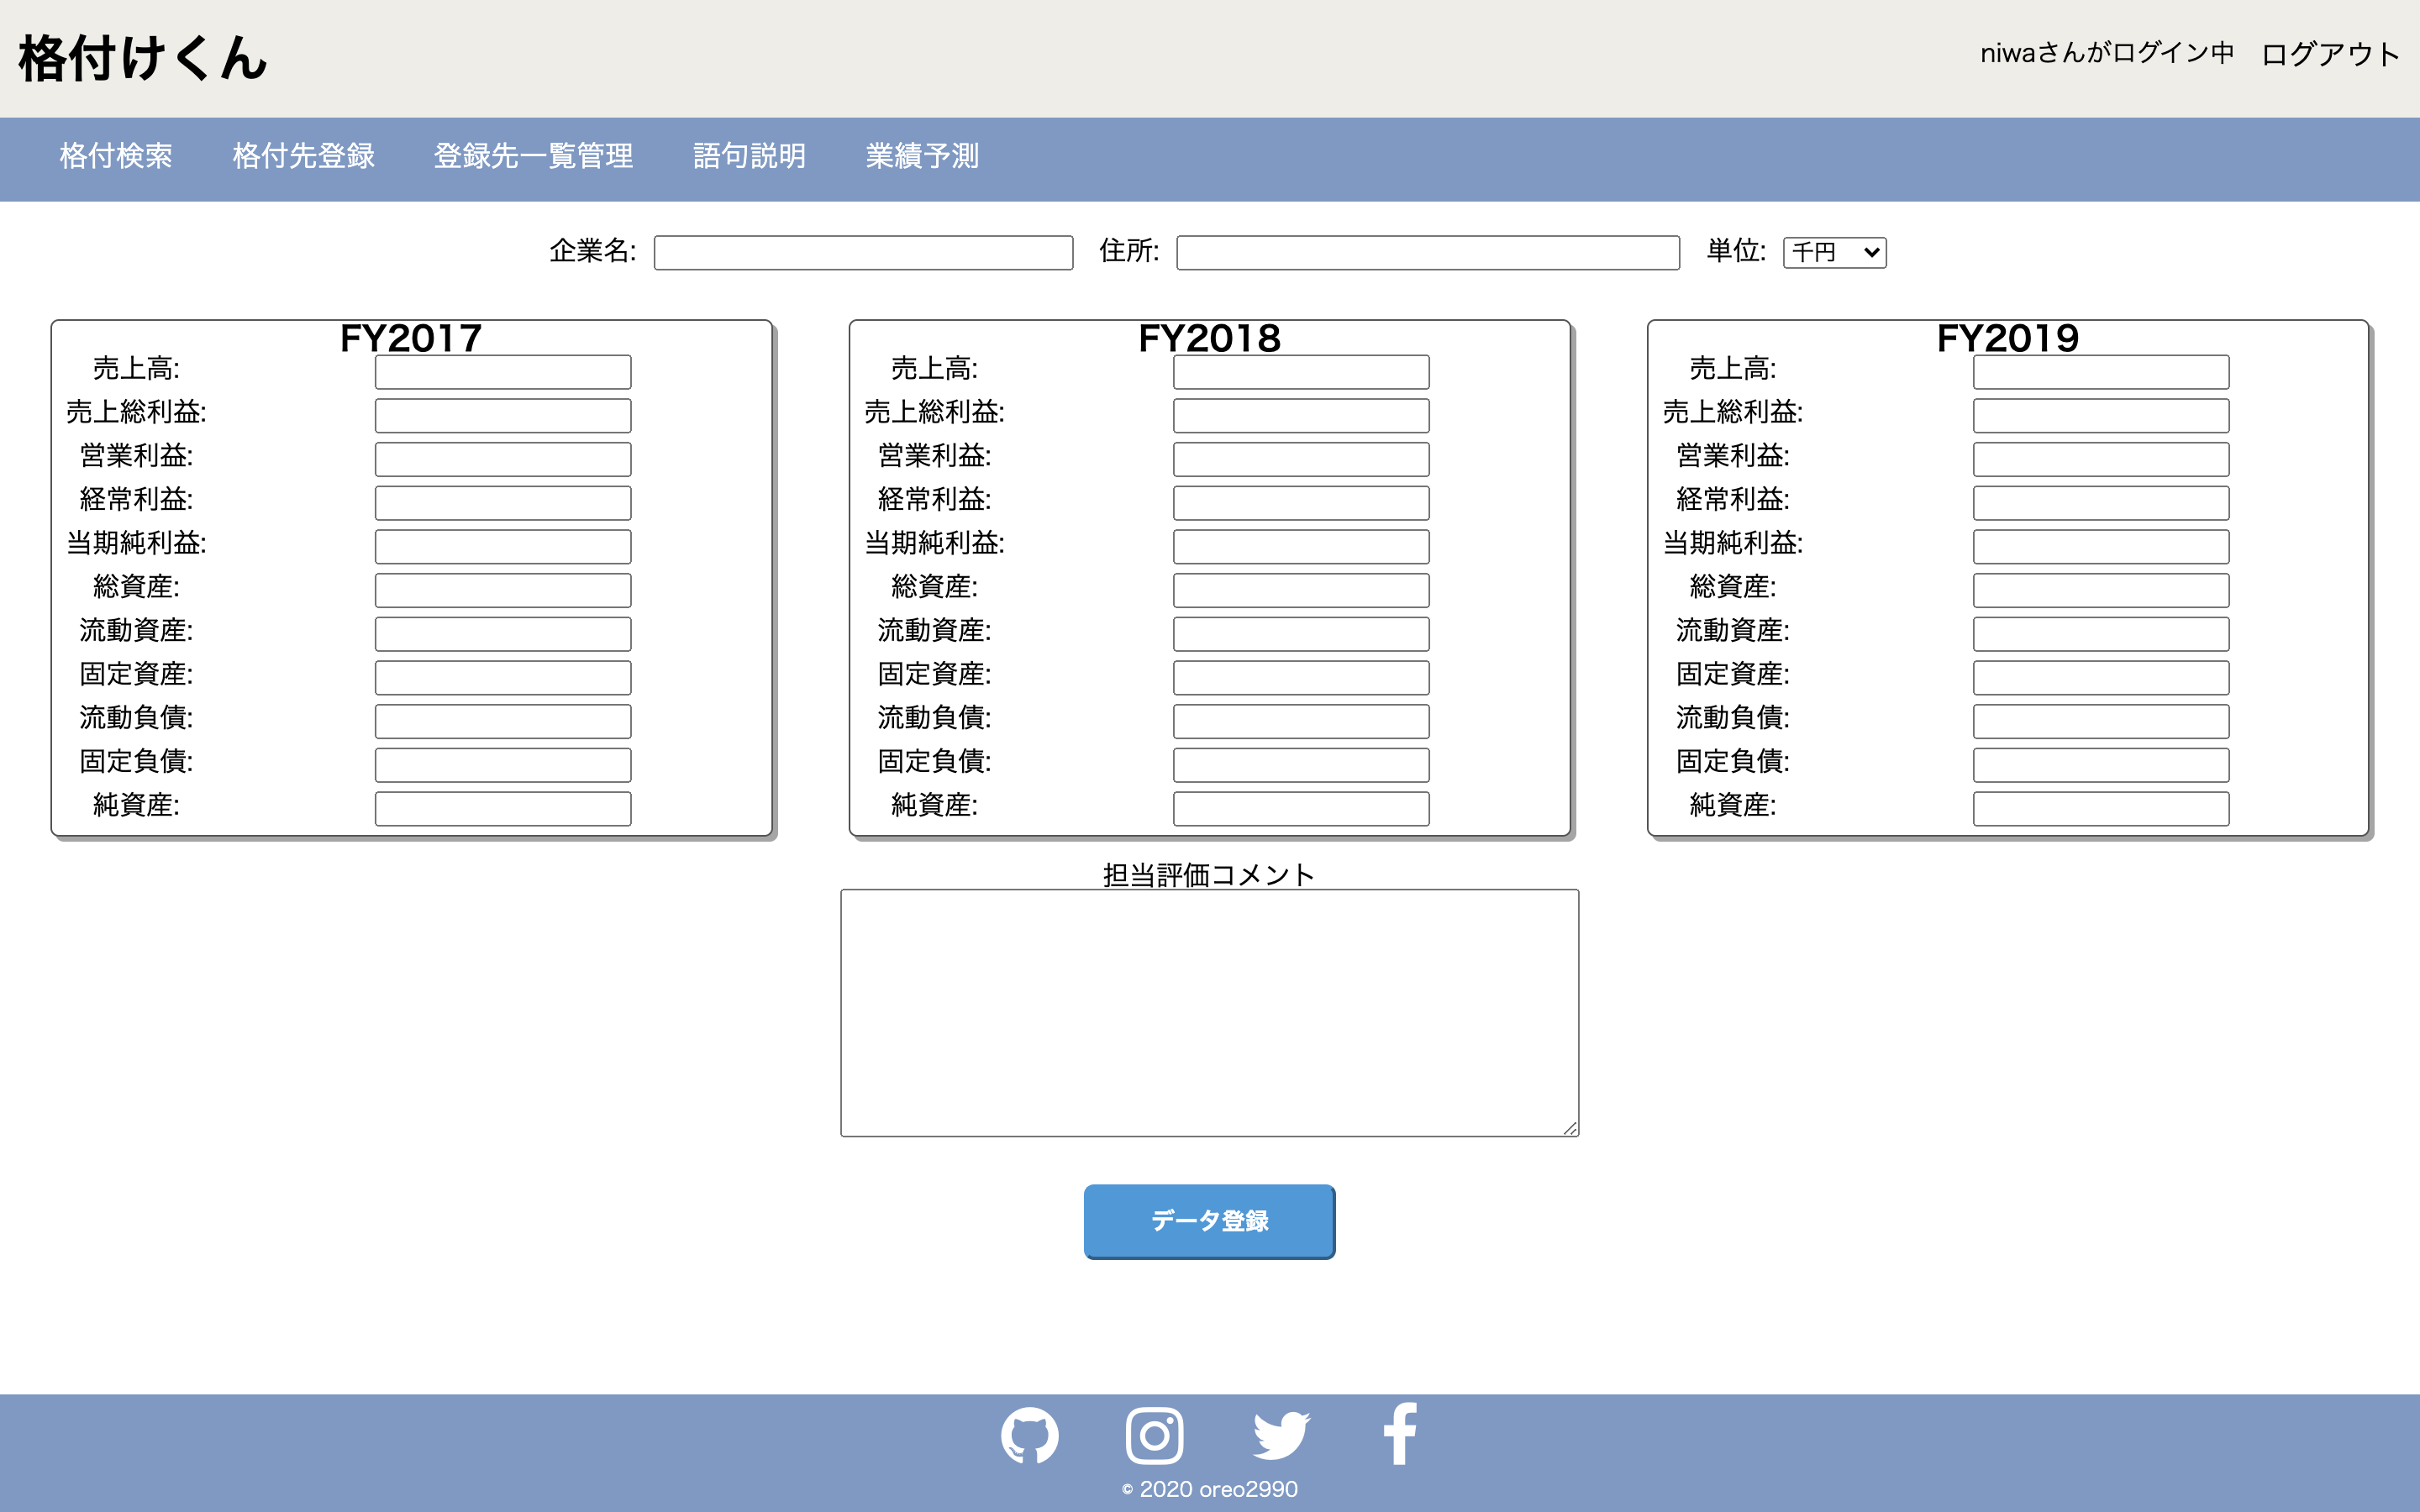 格付けくん
niwaさんがログイン中 ログアウト
格付検索 格付先登録 登録先一覧管理 語句説明 業績予測
企業名: 住所: 単位: 千円
FY2017
売上高:
売上総利益:
営業利益:
経常利益:
当期純利益:
総資産:
流動資産:
固定資産:
流動負債:
固定負債:
純資産:
FY2018
売上高:
売上総利益:
営業利益:
経常利益:
当期純利益:
総資産:
流動資産:
固定資産:
流動負債:
固定負債:
純資産:
FY2019
売上高:
売上総利益:
営業利益:
経常利益:
当期純利益:
総資産:
流動資産:
固定資産:
流動負債:
固定負債:
純資産:
担当評価コメント
データ登録
© 2020 oreo2990